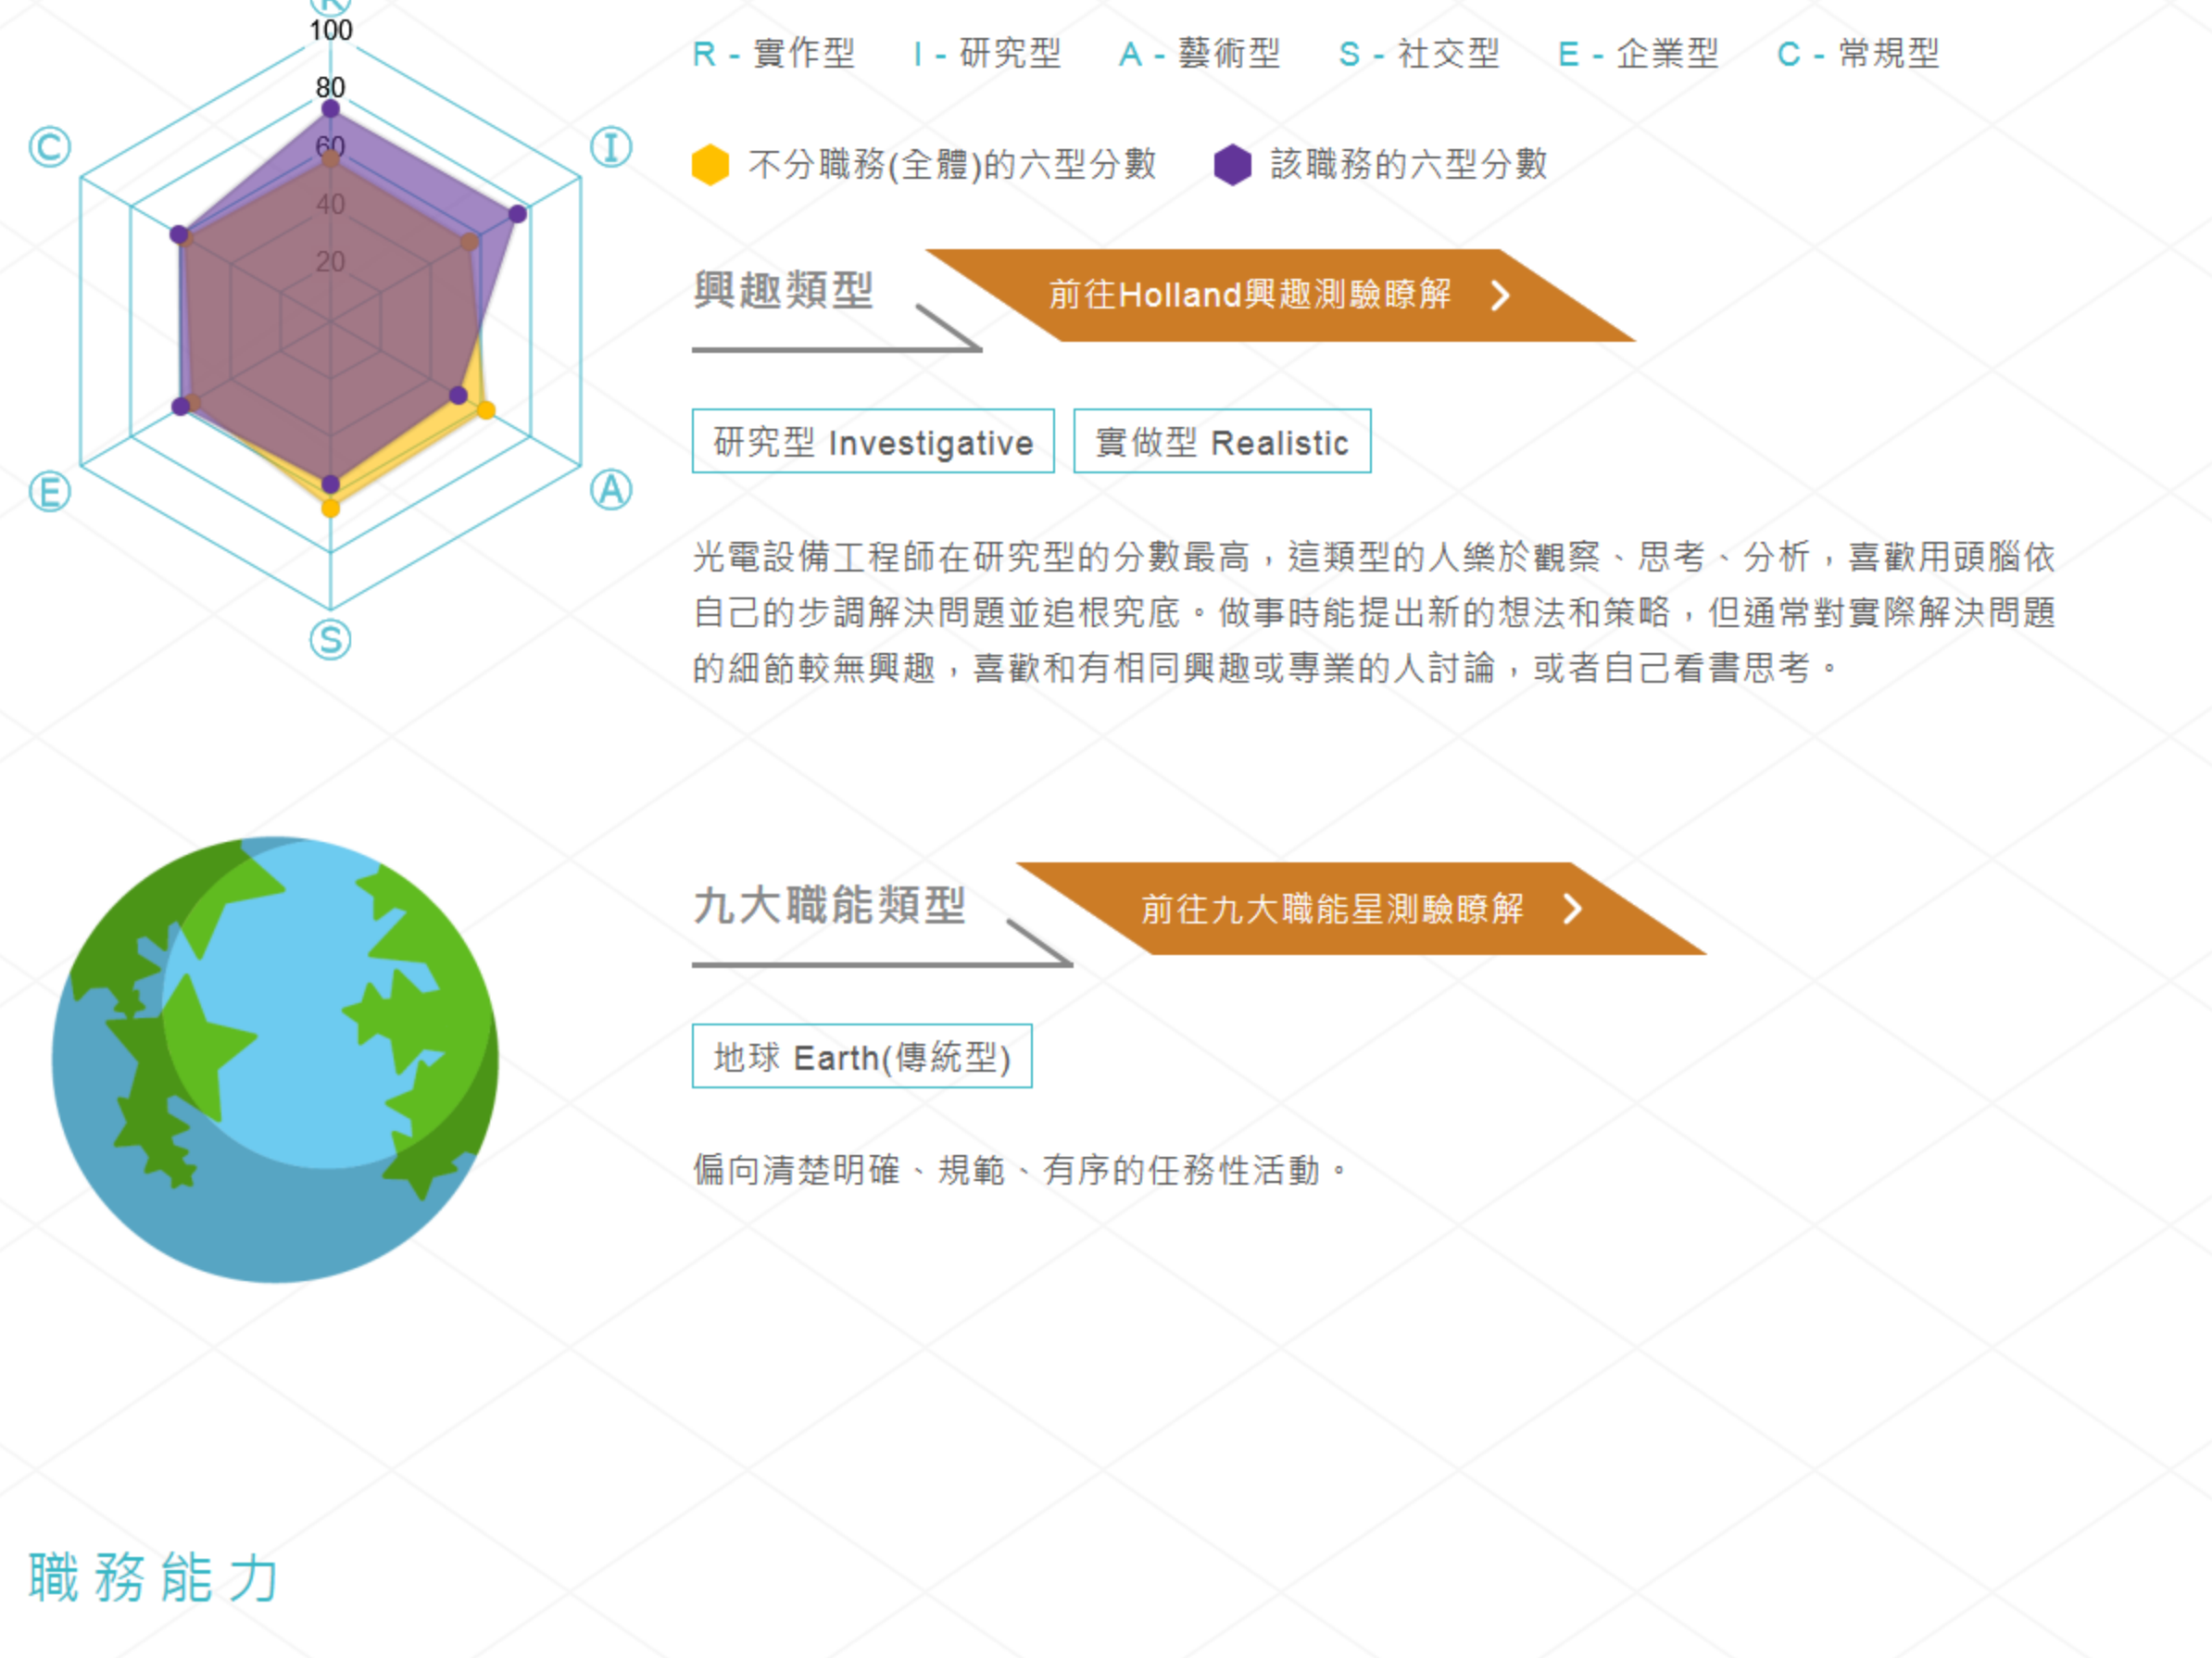 R
100
80
60
40
20
C
I
E
A
S
R - 實作型 I - 研究型 A - 藝術型 S - 社交型 E - 企業型 C - 常規型
不分職務(全體)的六型分數 該職務的六型分數
興趣類型 前往Holland興趣測驗瞭解
研究型 Investigative 實做型 Realistic
光電設備工程師在研究型的分數最高，這類型的人樂於觀察、思考、分析，喜歡用頭腦依
自己的步調解決問題並追根究底。做事時能提出新的想法和策略，但通常對實際解決問題
的細節較無興趣，喜歡和有相同興趣或專業的人討論，或者自己看書思考。
九大職能類型 前往九大職能星測驗瞭解
地球 Earth(傳統型)
偏向清楚明確、規範、有序的任務性活動。
職務能力